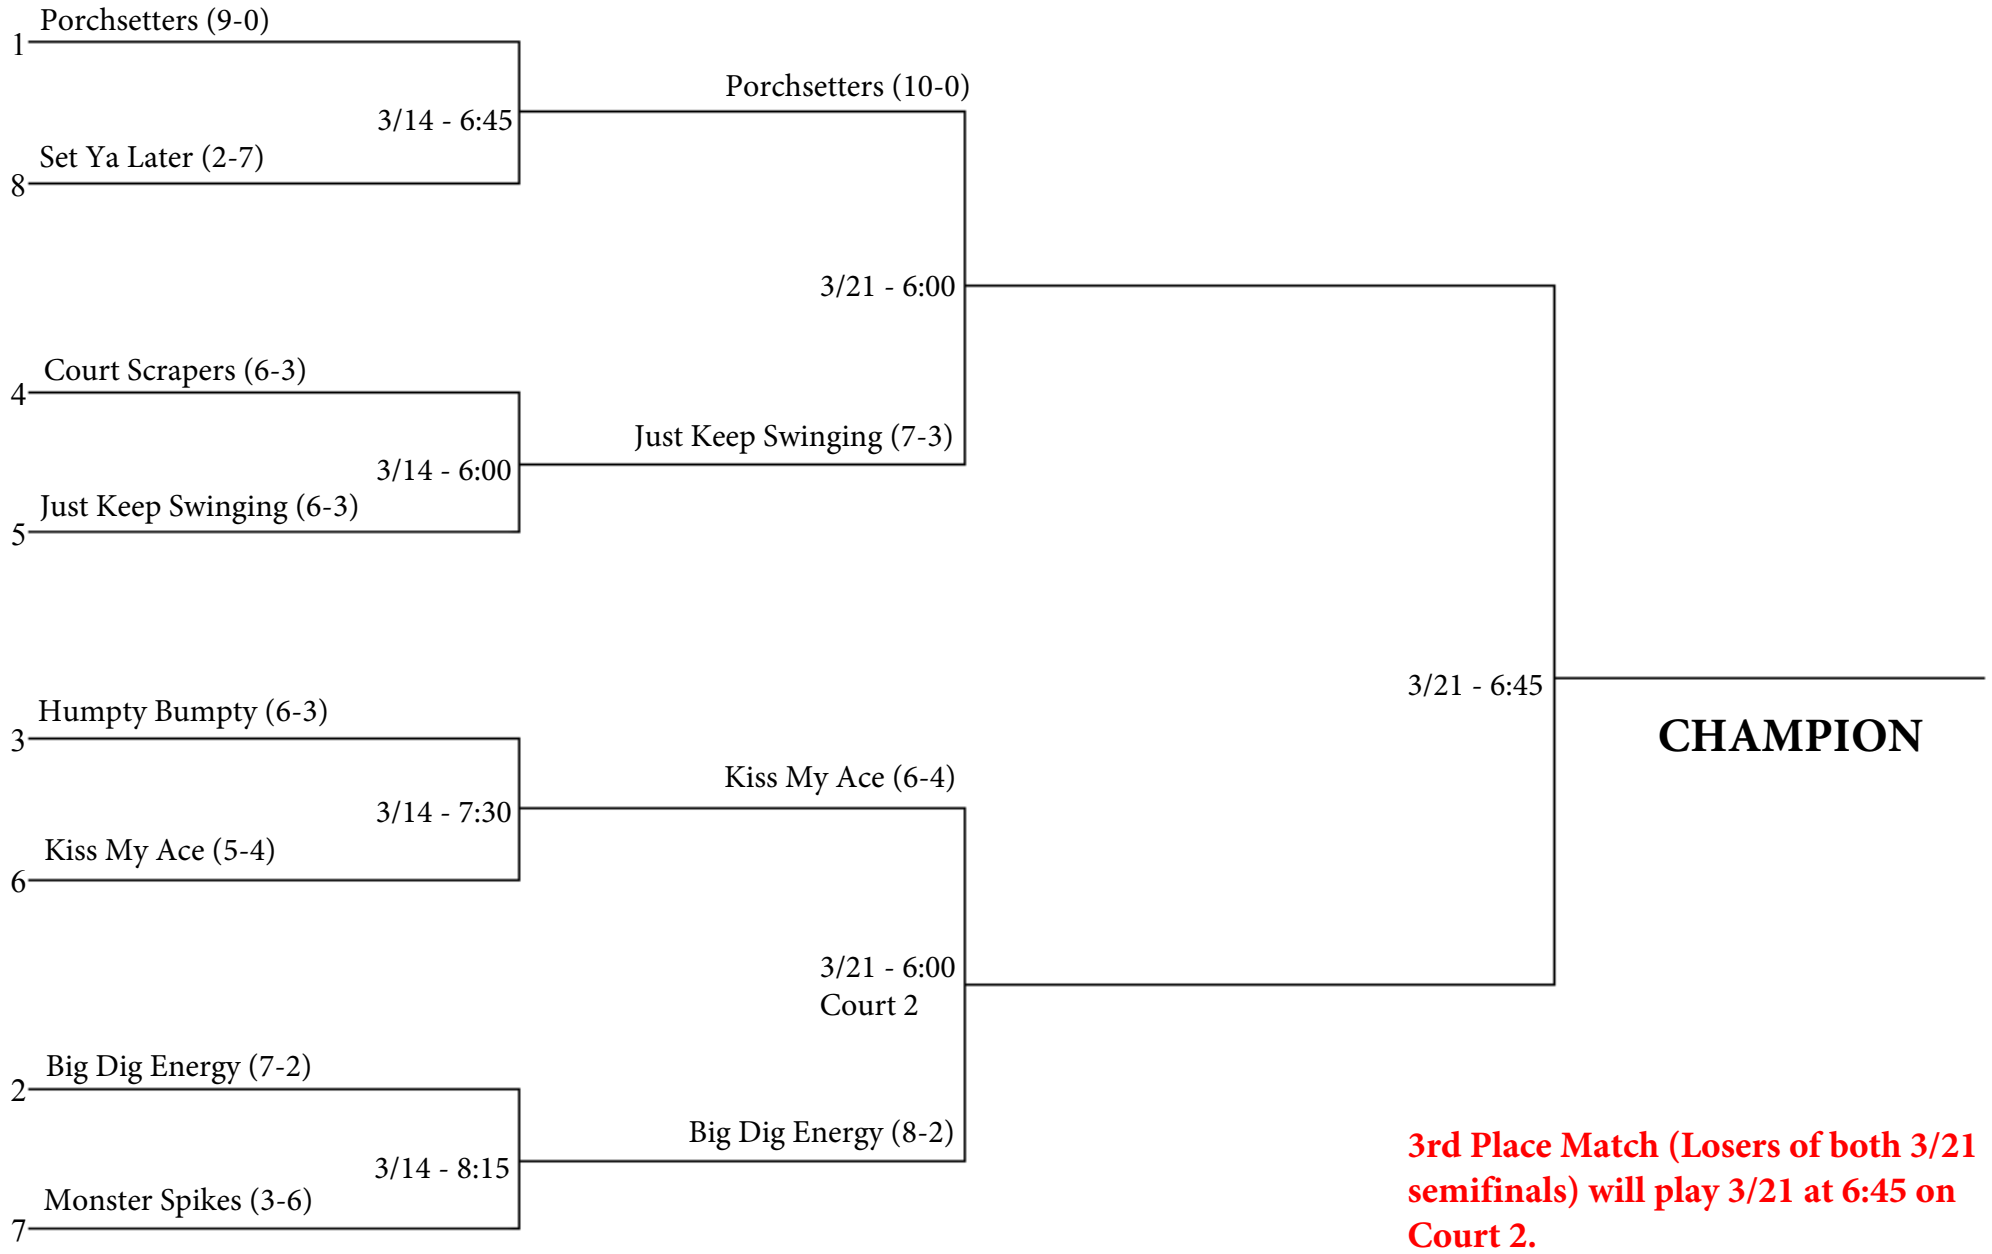 Porchsetters (9-0)
1
Porchsetters (10-0)
3/14 - 6:45
Set Ya Later (2-7)
8
3/21 - 6:00
Court Scrapers (6-3)
4
Just Keep Swinging (7-3)
3/14 - 6:00
Just Keep Swinging (6-3)
5
3/21 - 6:45
Humpty Bumpty (6-3)
3
CHAMPION
Kiss My Ace (6-4)
3/14 - 7:30
Kiss My Ace (5-4)
6
3/21 - 6:00
Court 2
Big Dig Energy (7-2)
2
Big Dig Energy (8-2)
3/14 - 8:15
Monster Spikes (3-6)
7
3rd Place Match (Losers of both 3/21
semifinals) will play 3/21 at 6:45 on
Court 2.